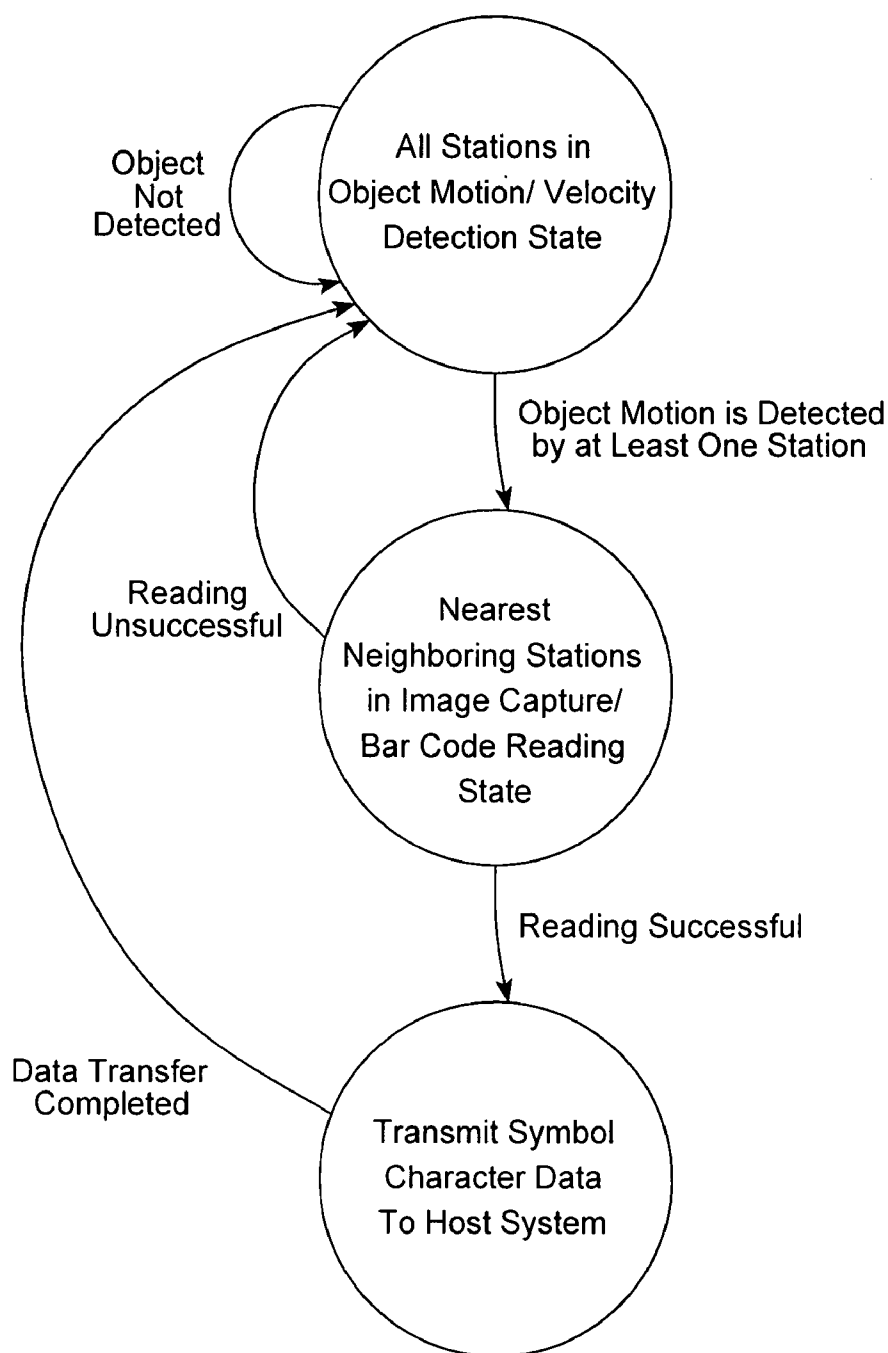 Object
Not
Detected
All Stations in
Object Motion/ Velocity
Detection State
Object Motion is Detected
by at Least One Station
Reading
Unsuccessful
Nearest
Neighboring Stations
in Image Capture/
Bar Code Reading
State
Reading Successful
Data Transfer
Completed
Transmit Symbol
Character Data
To Host System